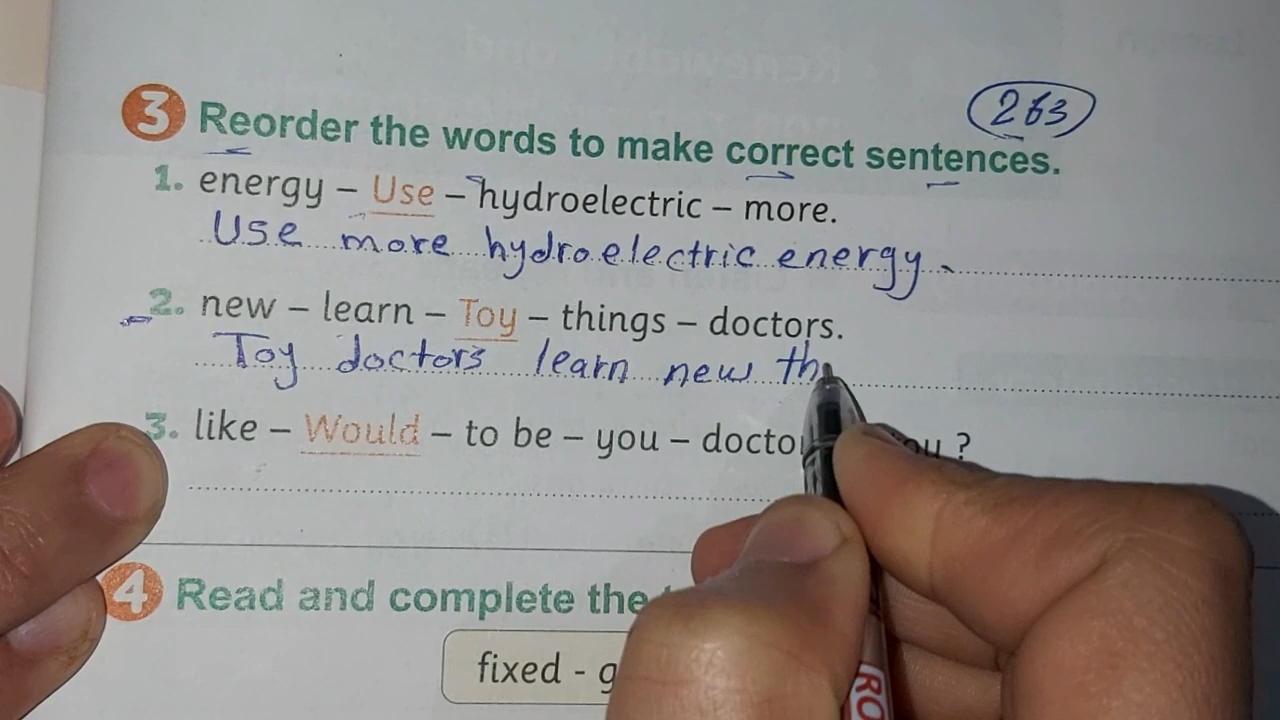 263
3 Reorder the words to make correct sentences.
1. energy – Use – hydroelectric – more.
Use more hydroelectric energy.
2. new – learn – Toy – things – doctors.
Toy doctors learn new th
3. like – Would – to be – you – ?
4 Read and complete the
fixed -